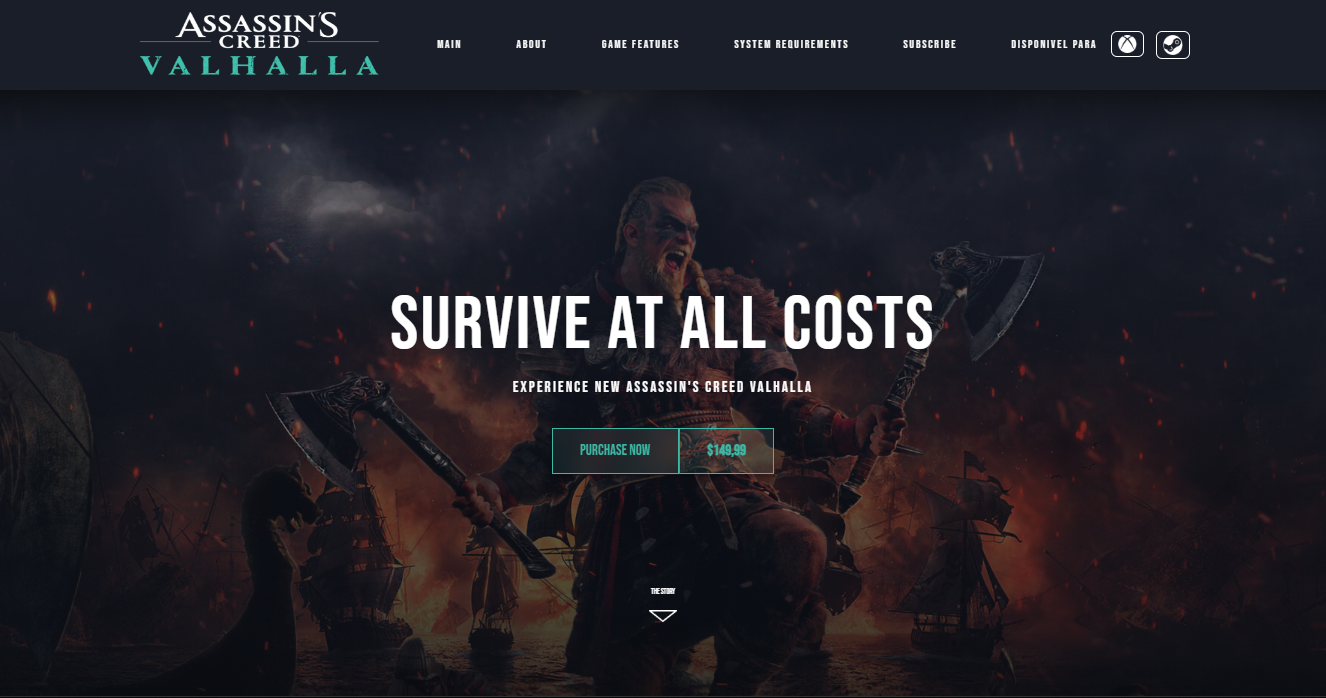 ASSASSIN'S
CREED
VALHALLA
MAIN
ABOUT
GAME FEATURES
SYSTEM REQUIREMENTS
SUBSCRIBE
DISPONIVEL PARA
SURVIVE AT ALL COSTS
EXPERIENCE NEW ASSASSIN'S CREED VALHALLA
PURCHASE NOW
$149,99
THE STORY